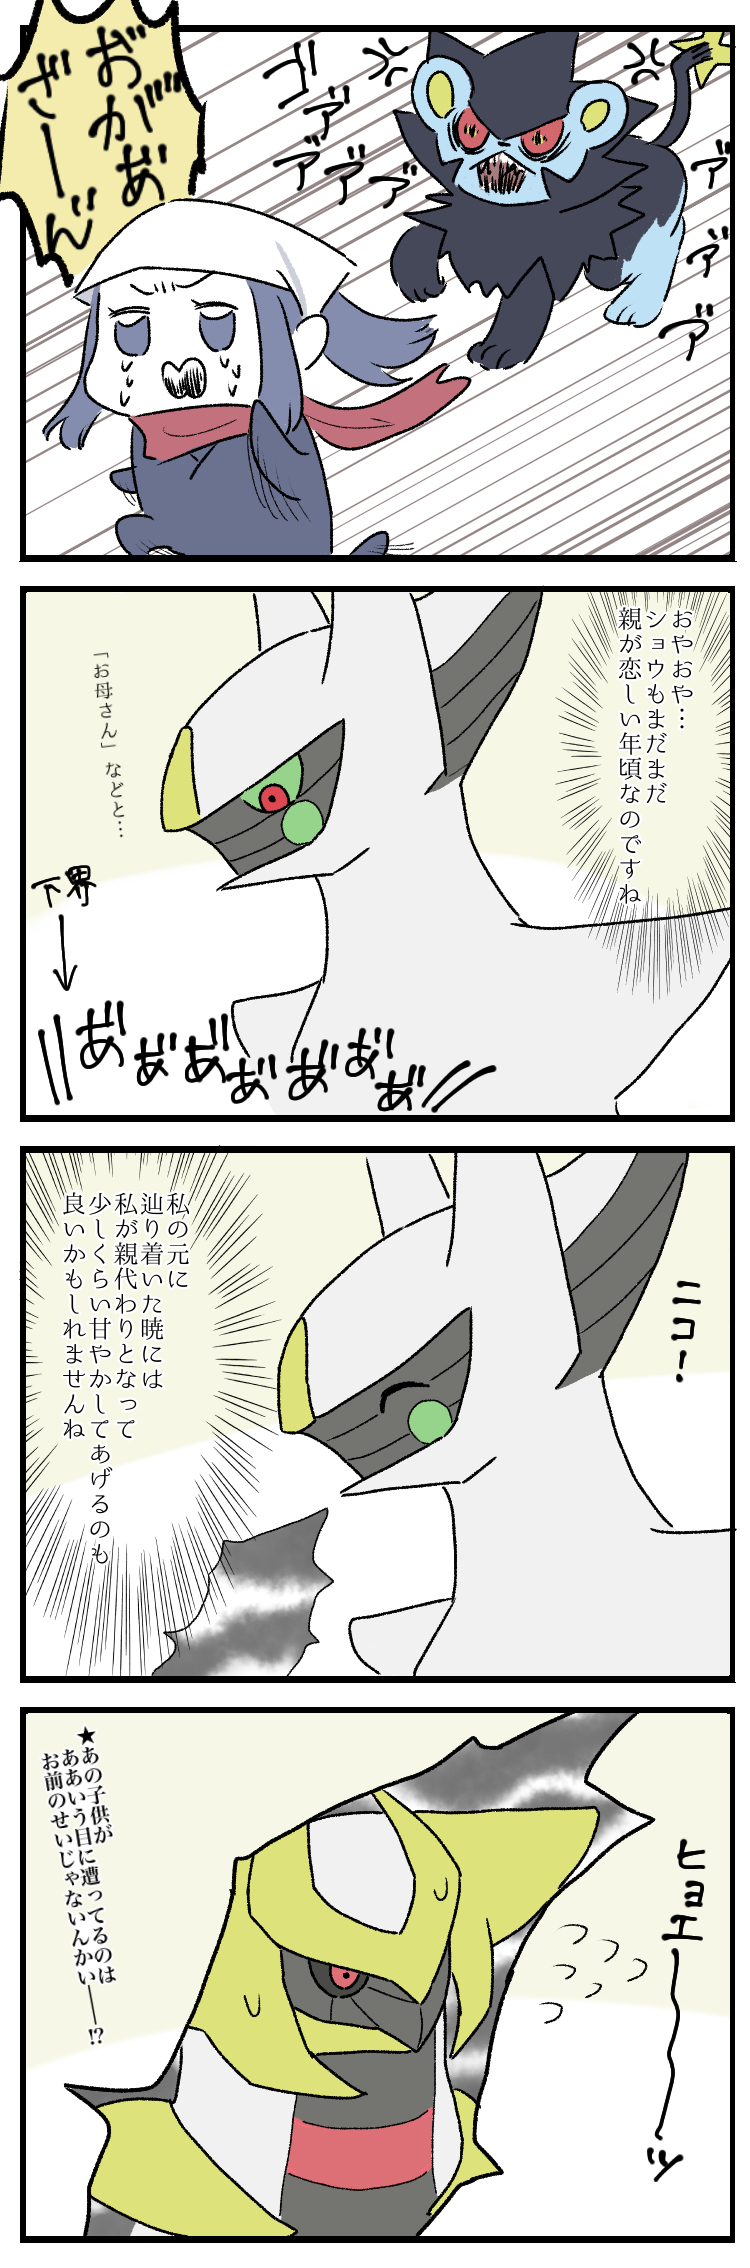 おがあ
ざーん゛
ゴァアアアア
ア゛ア゛ア゛
おやおや…
ショウもまだまだ
親が恋しい年頃なのですね
「お母さん」などと…
下界
↓
あ゛あ゛あ゛あ゛あ゛あ゛あ゛
ニコ!
私の元に
辿り着いた暁には
私が親代わりとなって
少しくらい甘やかしてあげるのも
良いかもしれませんね
ヒョエーーッ
★あの子供が
ああいう目に遭ってるのは
お前のせいじゃないんかい――!?